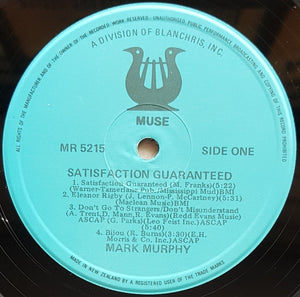 ALL RIGHTS OF THE MANUFACTURER AND OF THE OWNER OF THE RECORDED WORK RESERVED. UNAUTHORISED PUBLIC PERFORMANCE, BROADCASTING AND COPYING OF THIS RECORD PROHIBITED
A DIVISION OF BLANCHRIS, INC.
MUSE
MR 5215
SIDE ONE
SATISFACTION GUARANTEED
1. Satisfaction Guaranteed (M. Franks)(5:22)
(Warner-Tamerlane Pub./Mississippi Mud)BMI
2. Eleanor Rigby (J. Lennon-P. McCartney)(5:31)
(Maclean Music)BMI
3. Don't Go To Strangers/Don't Misunderstand
(A. Trent,D. Mann,R. Evans)(Redd Evans Music)
ASCAP (G. Parks)(Leo Feist Inc.)ASCAP
(5:40)
4. Bijou (R. Burns)(3:30)(E.H.
Morris & Co. Inc.)ASCAP
MARK MURPHY
MADE IN NEW ZEALAND BY A REGISTERED USER OF THE TRADE MARKS